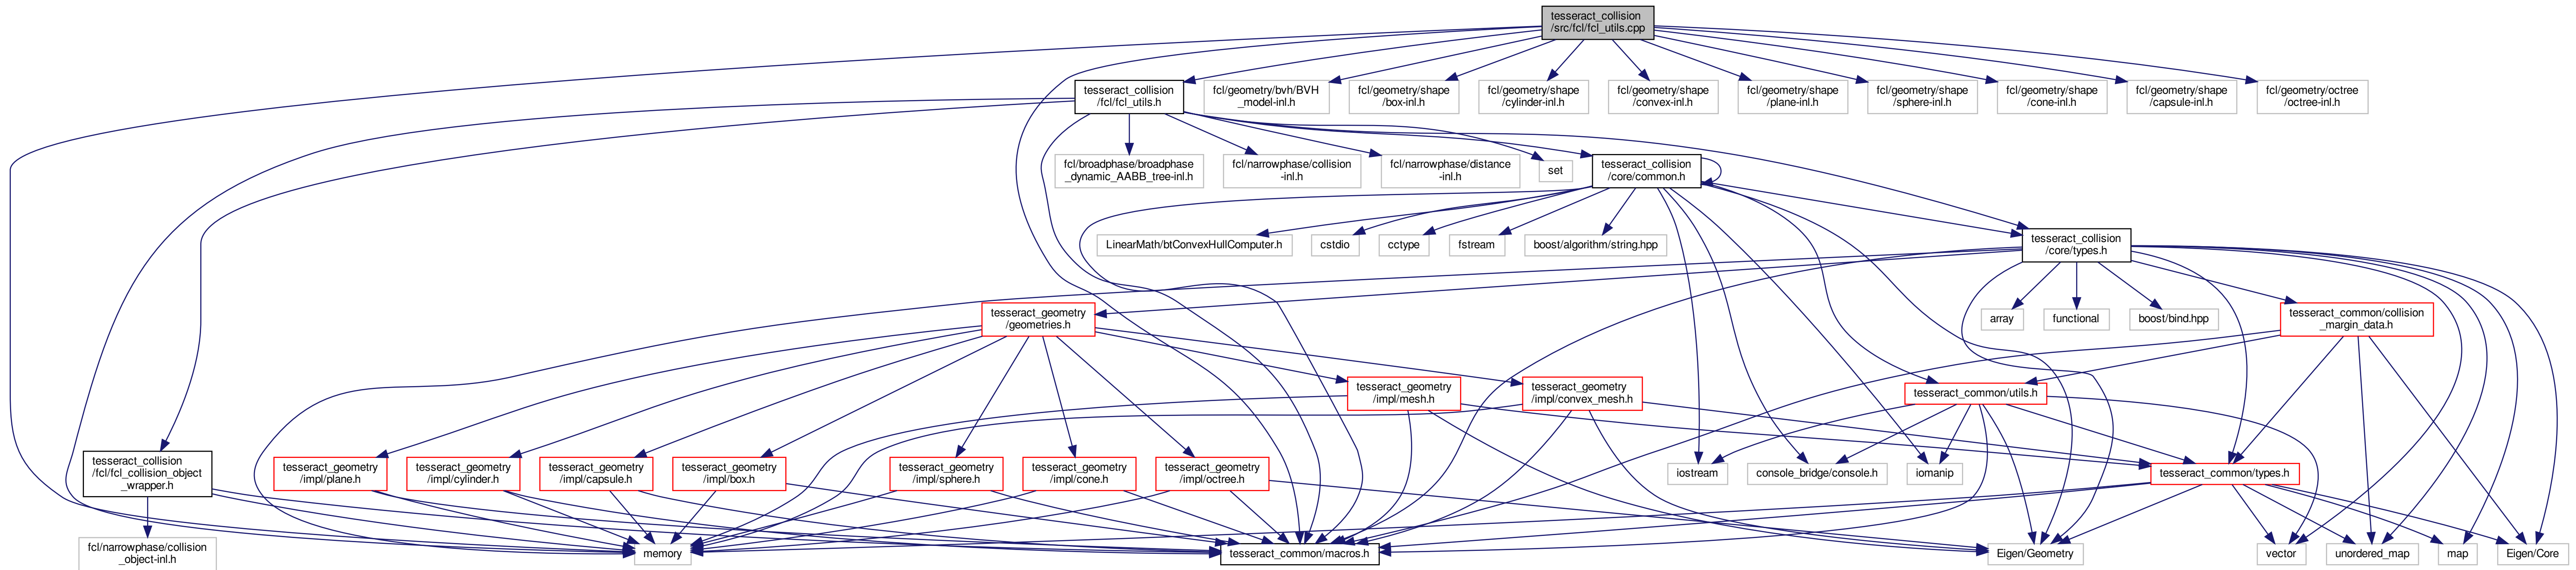 tesseract_collision
/src/fcl/fcl_utils.cpp
tesseract_collision
/fcl/fcl_utils.h
fcl/geometry/bvh/BVH
_model-inl.h
fcl/geometry/shape
/box-inl.h
fcl/geometry/shape
/cylinder-inl.h
fcl/geometry/shape
/convex-inl.h
fcl/geometry/shape
/plane-inl.h
fcl/geometry/shape
/sphere-inl.h
fcl/geometry/shape
/cone-inl.h
fcl/geometry/shape
/capsule-inl.h
fcl/geometry/octree
/octree-inl.h
fcl/broadphase/broadphase
_dynamic_AABB_tree-inl.h
fcl/narrowphase/collision
-inl.h
fcl/narrowphase/distance
-inl.h
set
tesseract_collision
/core/common.h
LinearMath/btConvexHullComputer.h
cstdio
cctype
fstream
boost/algorithm/string.hpp
tesseract_collision
/core/types.h
tesseract_geometry
/geometries.h
array
functional
boost/bind.hpp
tesseract_common/collision
_margin_data.h
tesseract_geometry
/impl/mesh.h
tesseract_geometry
/impl/convex_mesh.h
tesseract_common/utils.h
tesseract_collision
/fcl/fcl_collision_object
_wrapper.h
tesseract_geometry
/impl/plane.h
tesseract_geometry
/impl/cylinder.h
tesseract_geometry
/impl/capsule.h
tesseract_geometry
/impl/box.h
tesseract_geometry
/impl/sphere.h
tesseract_geometry
/impl/cone.h
tesseract_geometry
/impl/octree.h
iostream
console_bridge/console.h
iomanip
tesseract_common/types.h
fcl/narrowphase/collision
_object-inl.h
memory
tesseract_common/macros.h
Eigen/Geometry
vector
unordered_map
map
Eigen/Core